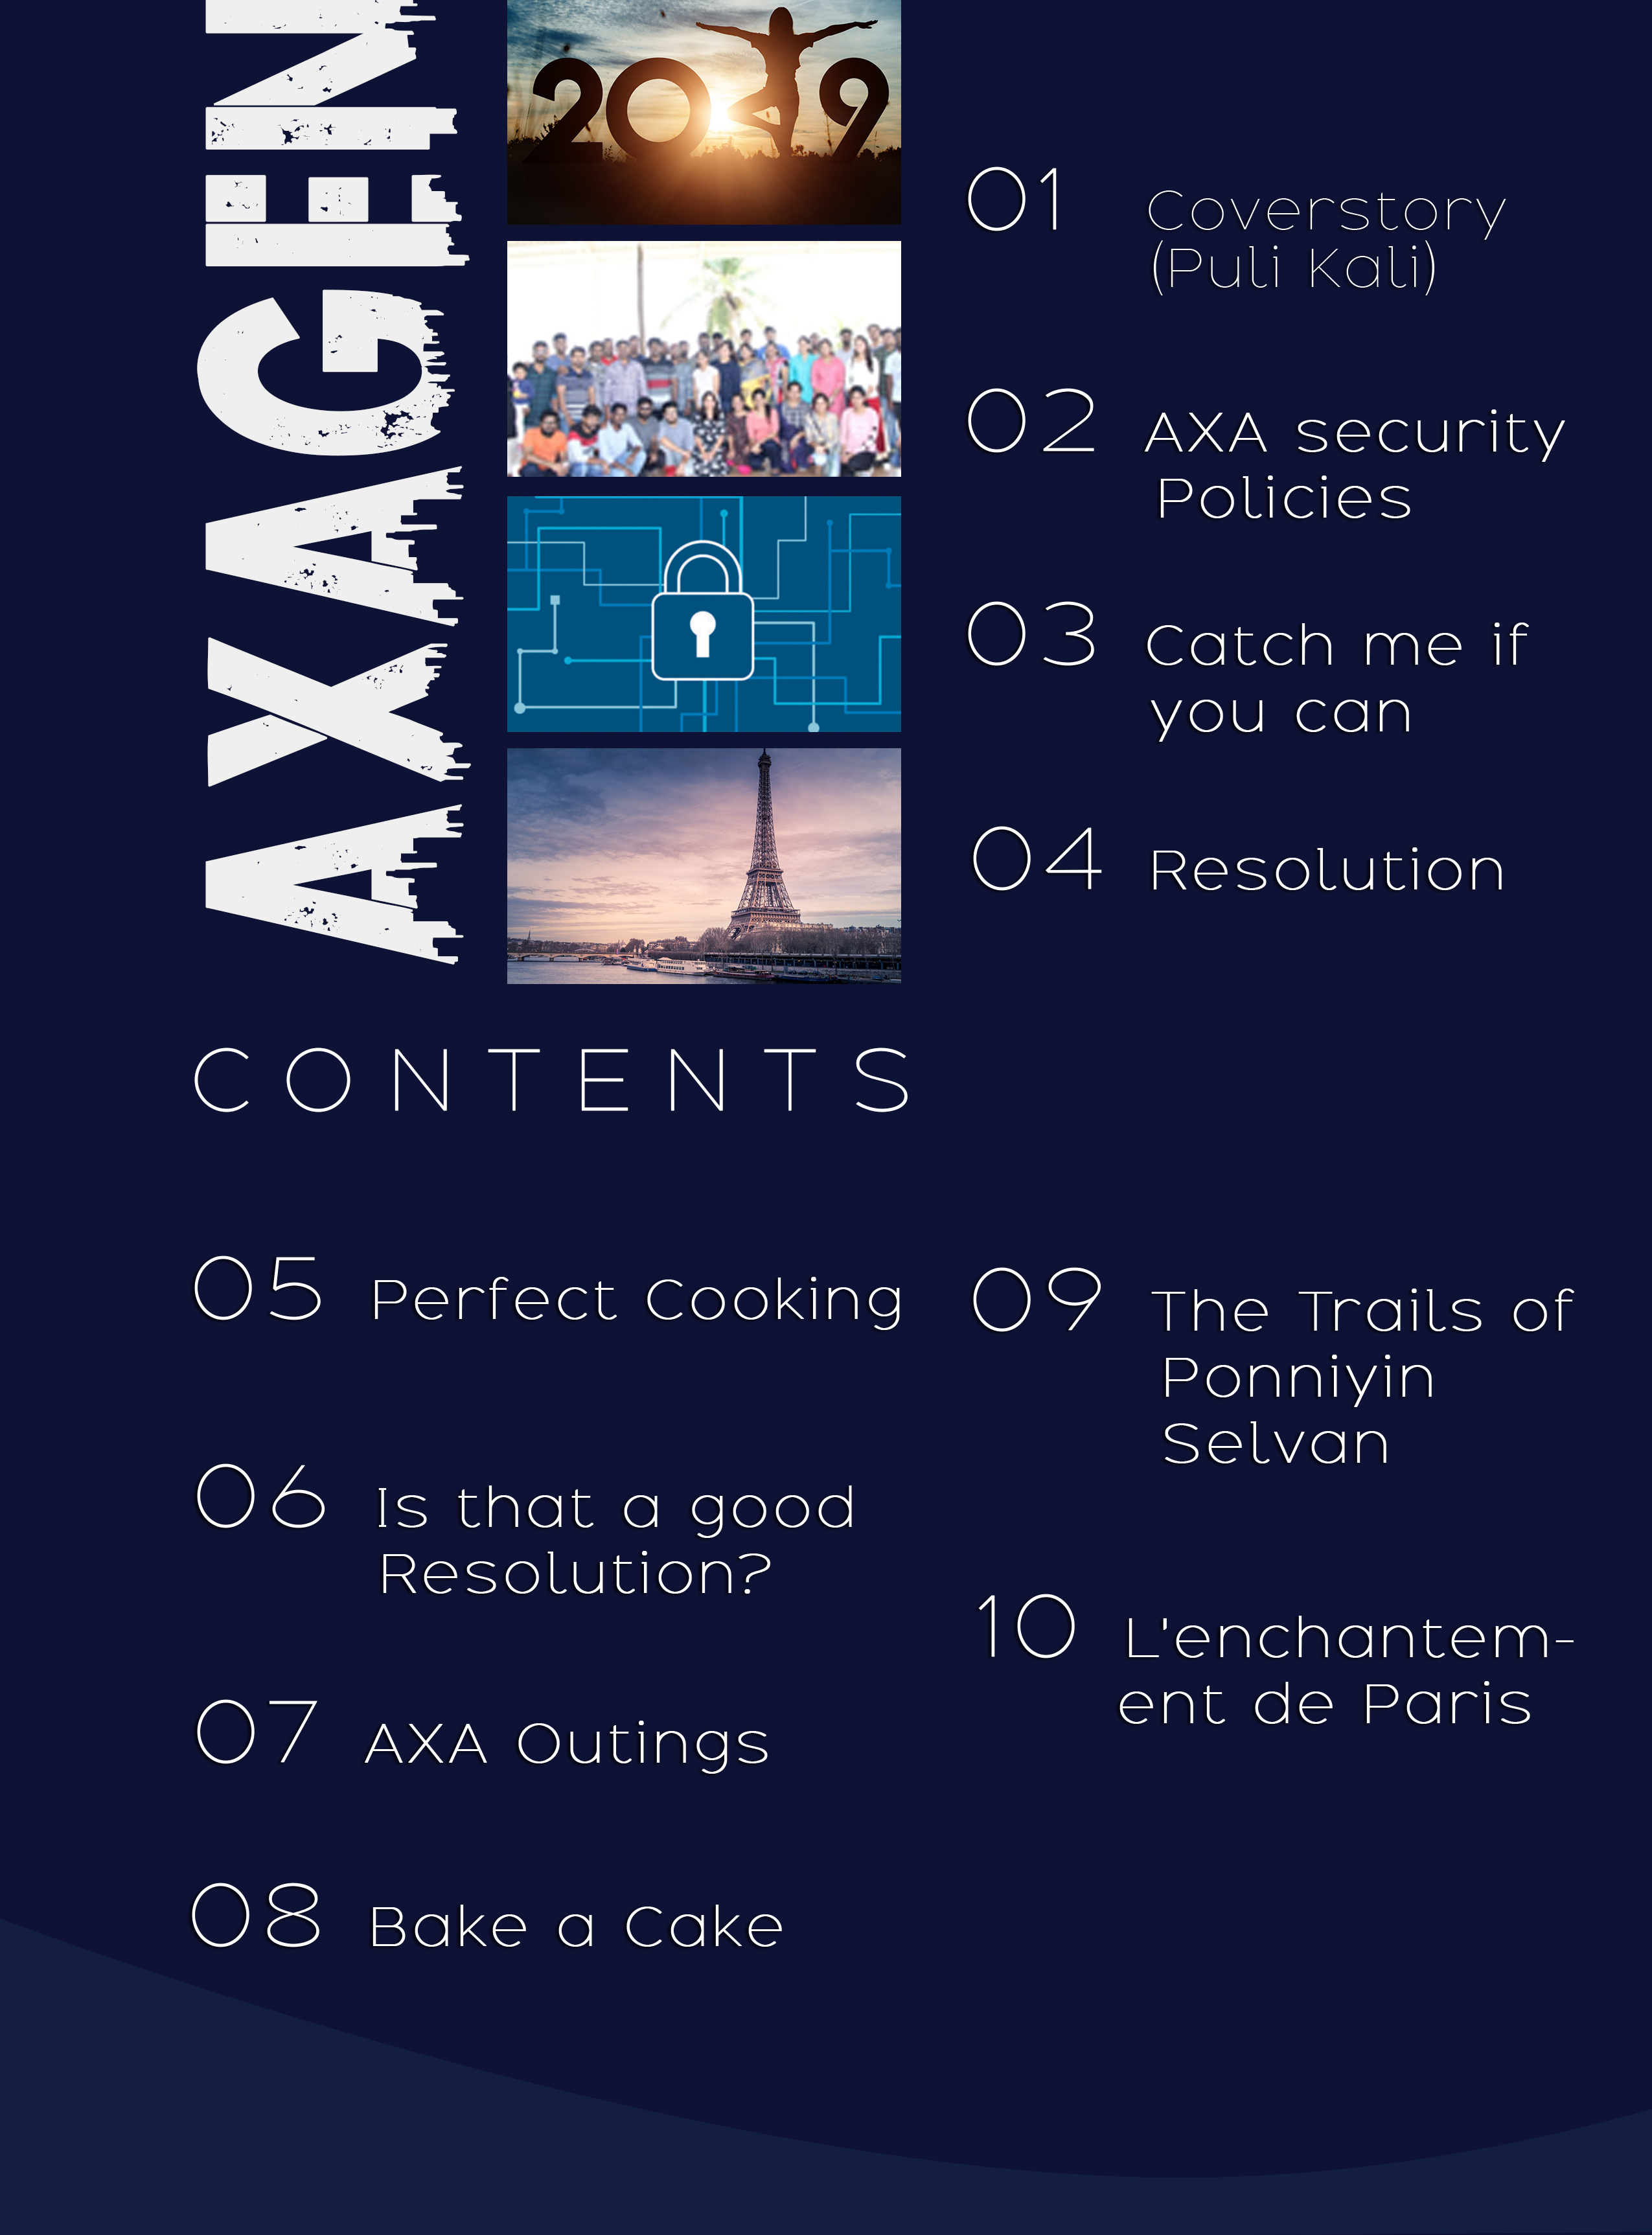 AXAGEN
2019
01 Coverstory
(Puli Kali)
02 AXA security
Policies
03 Catch me if
you can
04 Resolution
CONTENTS
05 Perfect Cooking
06 Is that a good
Resolution?
07 AXA Outings
08 Bake a Cake
09 The Trails of
Ponniyin
Selvan
10 L'enchantem-
ent de Paris